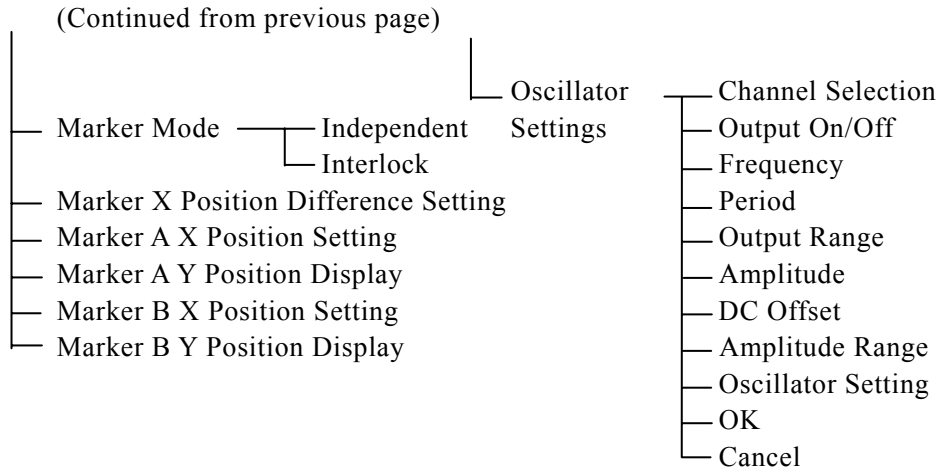 (Continued from previous page)
Marker Mode
Independent
Interlock
Marker X Position Difference Setting
Marker A X Position Setting
Marker A Y Position Display
Marker B X Position Setting
Marker B Y Position Display
Oscillator
Settings
Channel Selection
Output On/Off
Frequency
Period
Output Range
Amplitude
DC Offset
Amplitude Range
Oscillator Setting
OK
Cancel